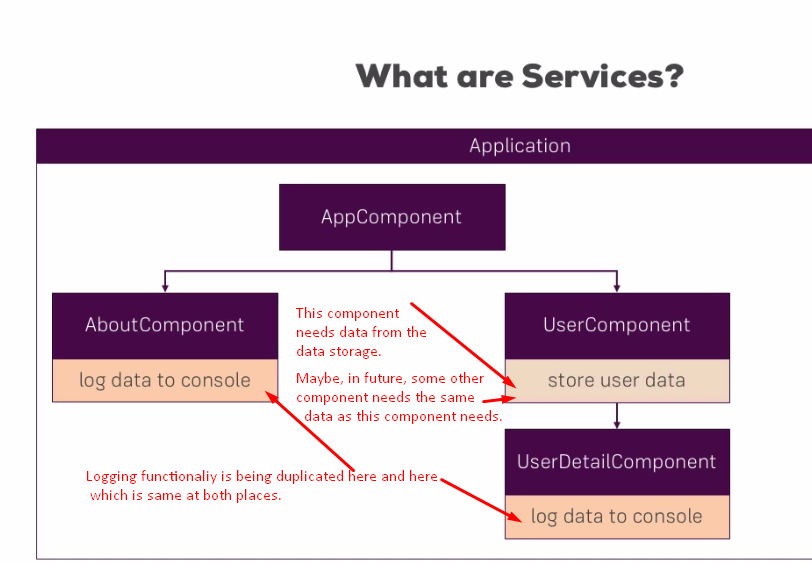 What are Services?
Application
AppComponent
AboutComponent
log data to console
This component
needs data from the
data storage.
Maybe, in future, some other
component needs the same
data as this component needs.
UserComponent
store user data
UserDetailComponent
log data to console
Logging functionaliy is being duplicated here and here
which is same at both places.